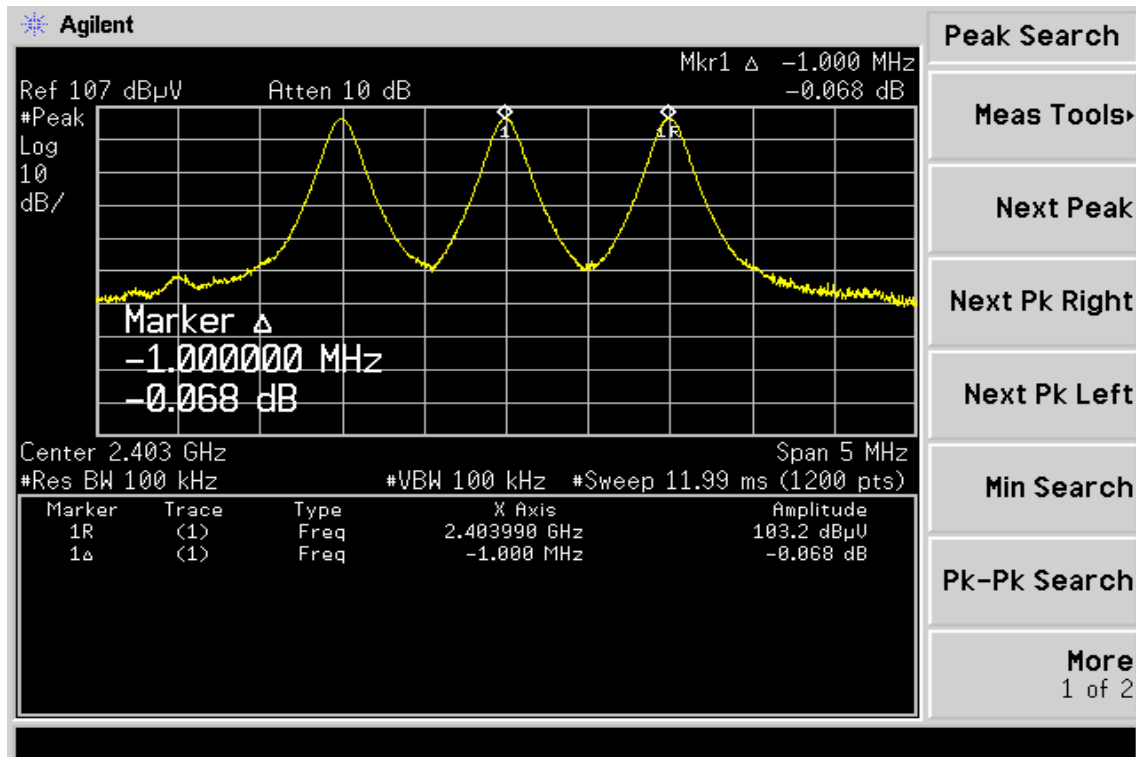 Agilent
Peak Search
Mkr1 Δ -1.000 MHz
Ref 107 dBµV Atten 10 dB -0.068 dB
#Peak
Log
10
dB/
1
1R
Marker Δ
-1.000000 MHz
-0.068 dB
Center 2.403 GHz Span 5 MHz
#Res BW 100 kHz #VBW 100 kHz #Sweep 11.99 ms (1200 pts)
Marker Trace Type X Axis Amplitude
1R (1) Freq 2.403990 GHz 103.2 dBµV
1Δ (1) Freq -1.000 MHz -0.068 dB
Meas Tools▸
Next Peak
Next Pk Right
Next Pk Left
Min Search
Pk-Pk Search
More
1 of 2